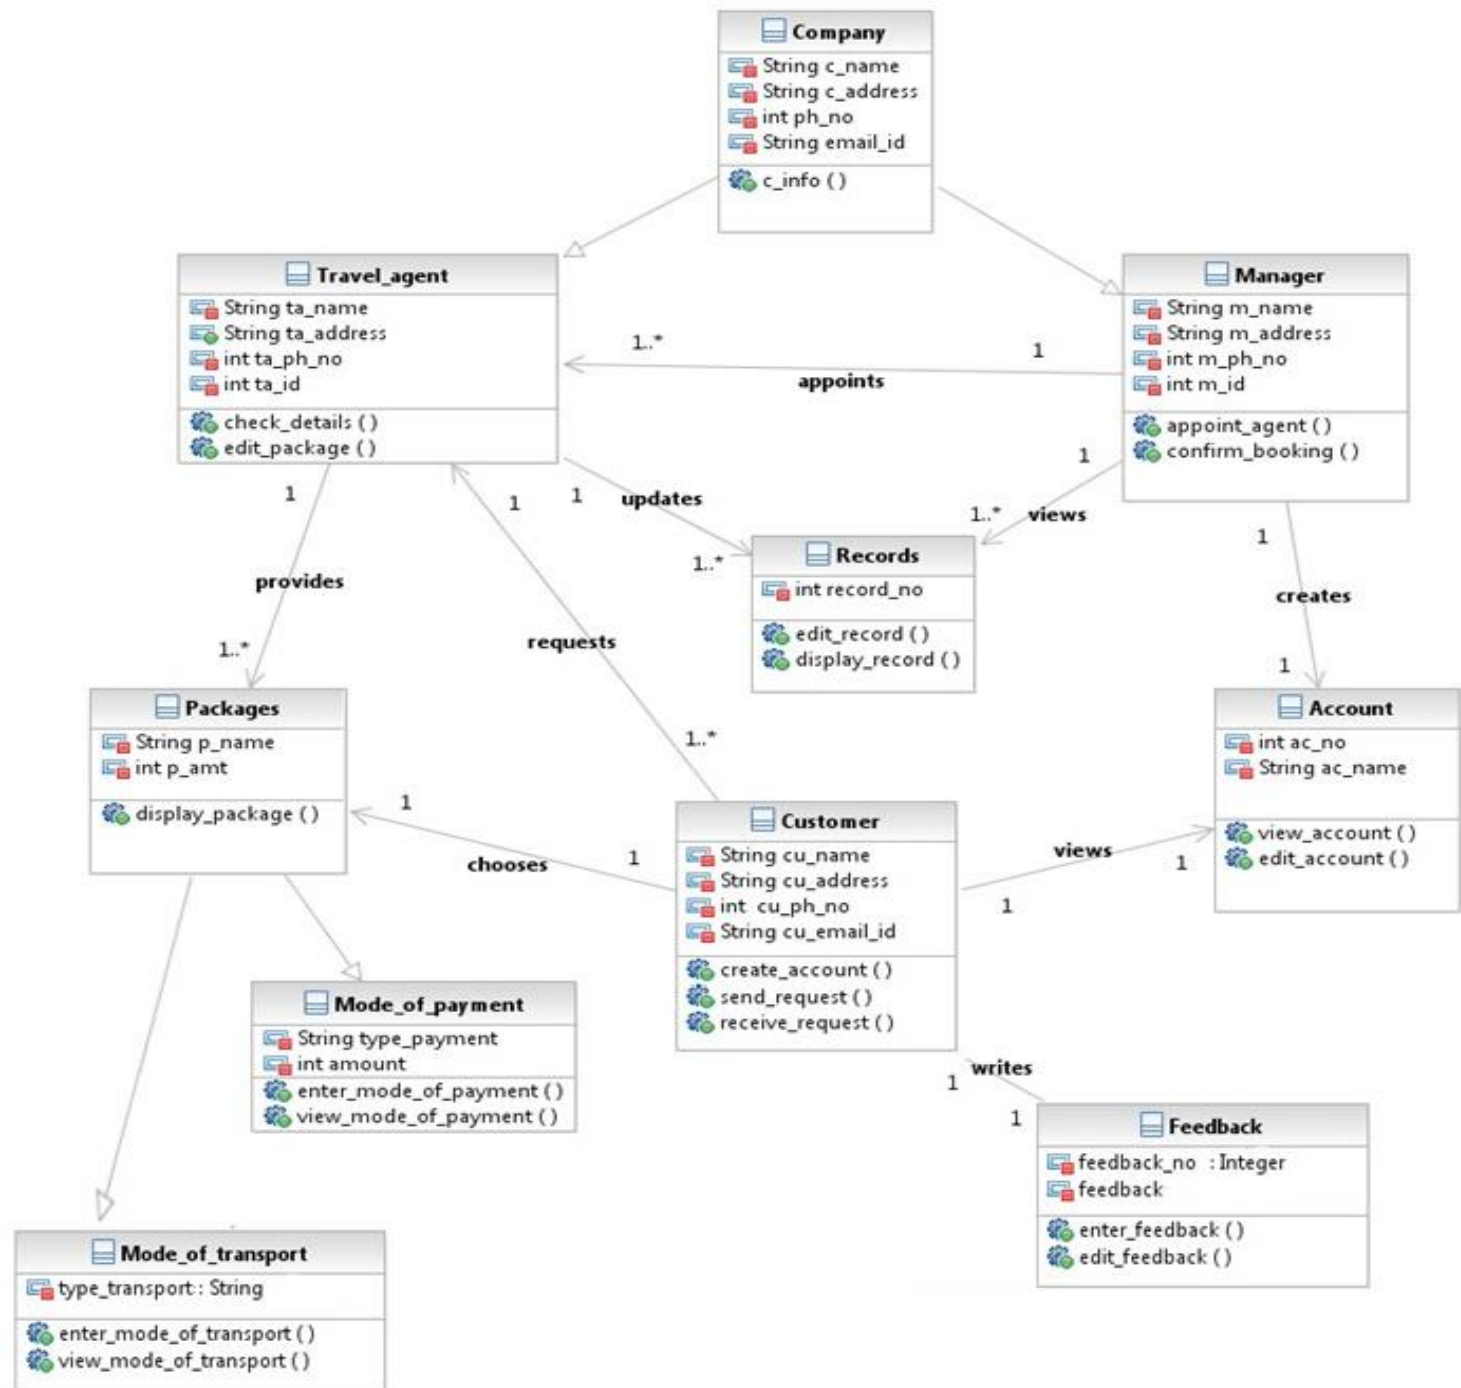 Company
String c_name
String c_address
int ph_no
String email_id
c_info ( )
Travel_agent
String ta_name
String ta_address
int ta_ph_no
int ta_id
check_details ( )
edit_package ( )
Manager
String m_name
String m_address
int m_ph_no
int m_id
appoint_agent ( )
confirm_booking ( )
1..*
1
appoints
1
updates
1..*
1
1..*
views
1
provides
1..*
1
requests
1..*
Records
int record_no
edit_record ( )
display_record ( )
1
creates
1
Packages
String p_name
int p_amt
display_package ( )
Account
int ac_no
String ac_name
view_account ( )
edit_account ( )
1
chooses
1
Customer
String cu_name
String cu_address
int cu_ph_no
String cu_email_id
create_account ( )
send_request ( )
receive_request ( )
views
1
1
Mode_of_payment
String type_payment
int amount
enter_mode_of_payment ( )
view_mode_of_payment ( )
writes
1
1
Feedback
feedback_no : Integer
feedback
enter_feedback ( )
edit_feedback ( )
Mode_of_transport
type_transport : String
enter_mode_of_transport ( )
view_mode_of_transport ( )